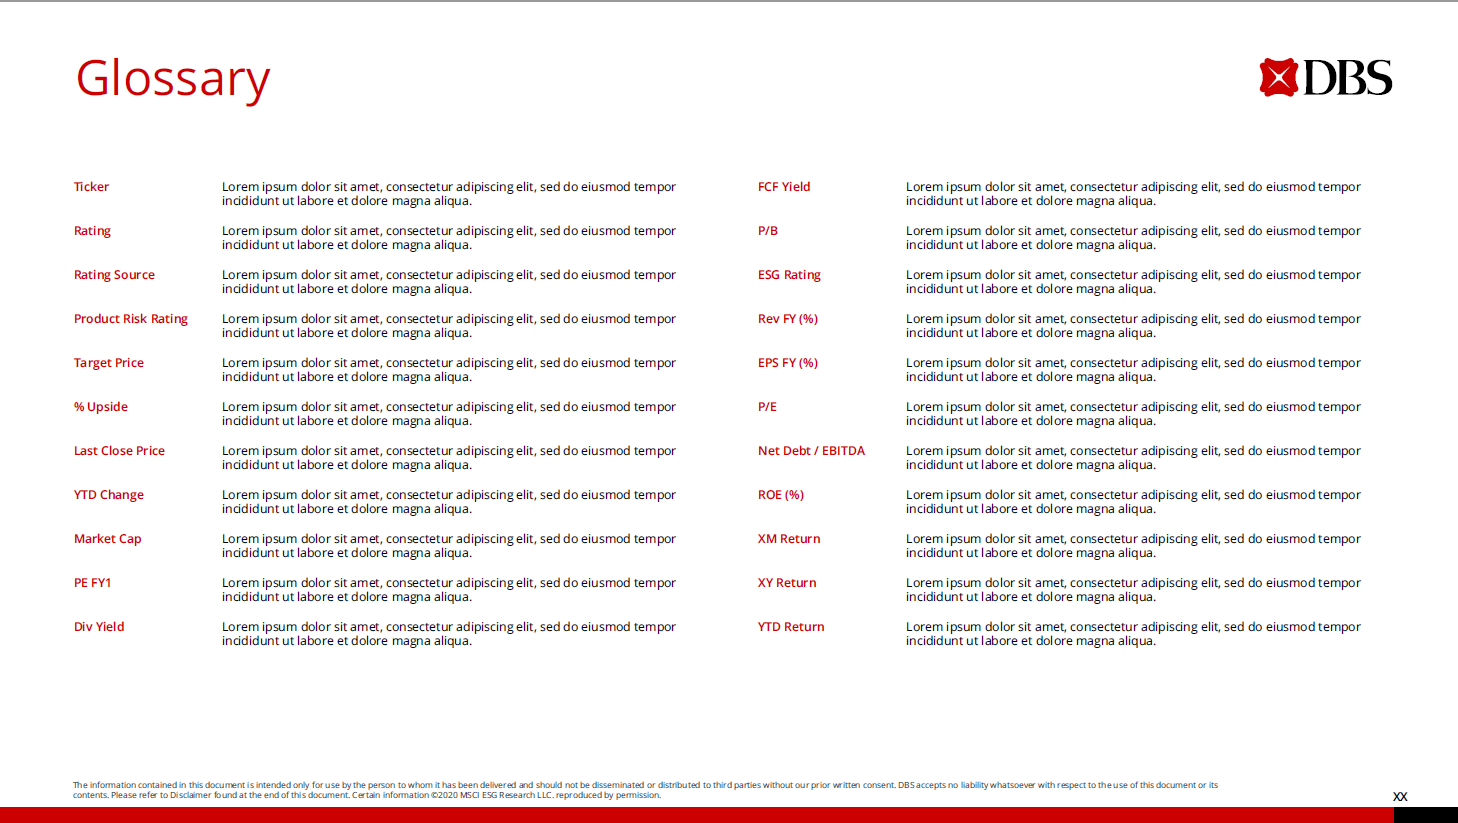 Glossary
DBS
Ticker
Lorem ipsum dolor sit amet, consectetur adipiscing elit, sed do eiusmod tempor
incididunt ut labore et dolore magna aliqua.
Rating
Lorem ipsum dolor sit amet, consectetur adipiscing elit, sed do eiusmod tempor
incididunt ut labore et dolore magna aliqua.
Rating Source
Lorem ipsum dolor sit amet, consectetur adipiscing elit, sed do eiusmod tempor
incididunt ut labore et dolore magna aliqua.
Product Risk Rating
Lorem ipsum dolor sit amet, consectetur adipiscing elit, sed do eiusmod tempor
incididunt ut labore et dolore magna aliqua.
Target Price
Lorem ipsum dolor sit amet, consectetur adipiscing elit, sed do eiusmod tempor
incididunt ut labore et dolore magna aliqua.
% Upside
Lorem ipsum dolor sit amet, consectetur adipiscing elit, sed do eiusmod tempor
incididunt ut labore et dolore magna aliqua.
Last Close Price
Lorem ipsum dolor sit amet, consectetur adipiscing elit, sed do eiusmod tempor
incididunt ut labore et dolore magna aliqua.
YTD Change
Lorem ipsum dolor sit amet, consectetur adipiscing elit, sed do eiusmod tempor
incididunt ut labore et dolore magna aliqua.
Market Cap
Lorem ipsum dolor sit amet, consectetur adipiscing elit, sed do eiusmod tempor
incididunt ut labore et dolore magna aliqua.
PE FY1
Lorem ipsum dolor sit amet, consectetur adipiscing elit, sed do eiusmod tempor
incididunt ut labore et dolore magna aliqua.
Div Yield
Lorem ipsum dolor sit amet, consectetur adipiscing elit, sed do eiusmod tempor
incididunt ut labore et dolore magna aliqua.
FCF Yield
Lorem ipsum dolor sit amet, consectetur adipiscing elit, sed do eiusmod tempor
incididunt ut labore et dolore magna aliqua.
P/B
Lorem ipsum dolor sit amet, consectetur adipiscing elit, sed do eiusmod tempor
incididunt ut labore et dolore magna aliqua.
ESG Rating
Lorem ipsum dolor sit amet, consectetur adipiscing elit, sed do eiusmod tempor
incididunt ut labore et dolore magna aliqua.
Rev FY (%)
Lorem ipsum dolor sit amet, consectetur adipiscing elit, sed do eiusmod tempor
incididunt ut labore et dolore magna aliqua.
EPS FY (%)
Lorem ipsum dolor sit amet, consectetur adipiscing elit, sed do eiusmod tempor
incididunt ut labore et dolore magna aliqua.
P/E
Lorem ipsum dolor sit amet, consectetur adipiscing elit, sed do eiusmod tempor
incididunt ut labore et dolore magna aliqua.
Net Debt / EBITDA
Lorem ipsum dolor sit amet, consectetur adipiscing elit, sed do eiusmod tempor
incididunt ut labore et dolore magna aliqua.
ROE (%)
Lorem ipsum dolor sit amet, consectetur adipiscing elit, sed do eiusmod tempor
incididunt ut labore et dolore magna aliqua.
XM Return
Lorem ipsum dolor sit amet, consectetur adipiscing elit, sed do eiusmod tempor
incididunt ut labore et dolore magna aliqua.
XY Return
Lorem ipsum dolor sit amet, consectetur adipiscing elit, sed do eiusmod tempor
incididunt ut labore et dolore magna aliqua.
YTD Return
Lorem ipsum dolor sit amet, consectetur adipiscing elit, sed do eiusmod tempor
incididunt ut labore et dolore magna aliqua.
The information contained in this document is intended only for use by the person to whom it has been delivered and should not be disseminated or distributed to third parties without our prior written consent. DBS accepts no liability whatsoever with respect to the use of this document or its
contents. Please refer to Disclaimer found at the end of this document. Certain information ©2020 MSCI ESG Research LLC. reproduced by permission.
XX